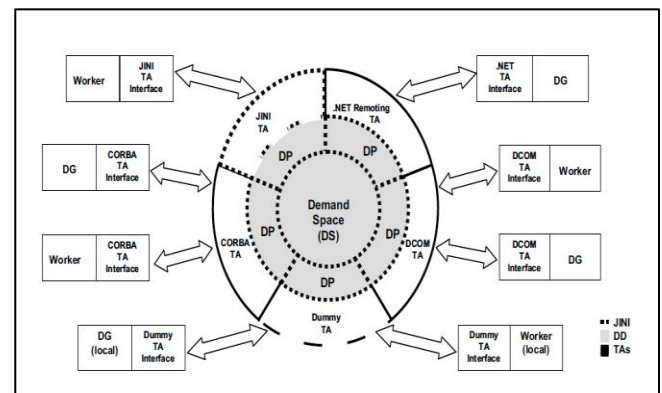 Worker
JINI
TA
Interface
.NET
TA
Interface
DG
JINI
TA
.NET Remoting
TA
DP
DP
DG
CORBA
TA
Interface
DCOM
TA
Interface
Worker
Demand
Space
(DS)
DP
DP
Worker
CORBA
TA
Interface
CORBA
TA
DCOM
TA
DCOM
TA
Interface
DG
DP
Dummy
TA
DG
(local)
Dummy
TA
Interface
Dummy
TA
Interface
Worker
(local)
JINI
DD
TAs